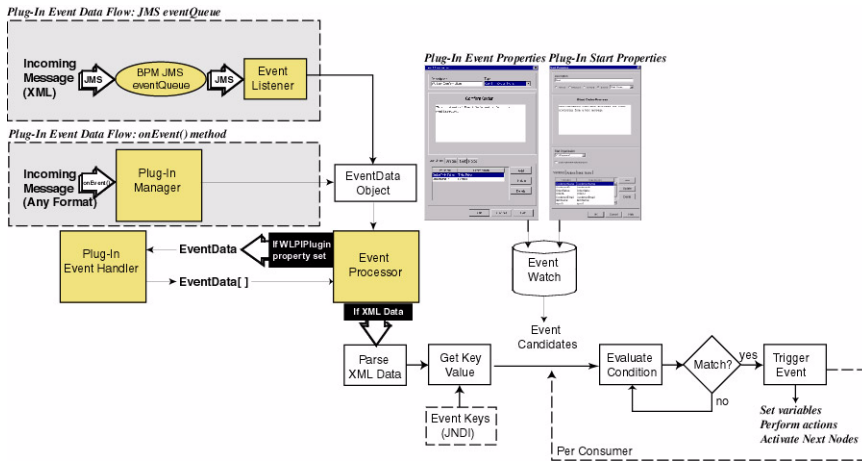 Plug-In Event Data Flow: JMS eventQueue
Incoming
Message
(XML)
JMS
BPM JMS
eventQueue
JMS
Event
Listener
Plug-In Event Properties
Plug-In Start Properties
Plug-In Event Data Flow: onEvent() method
Incoming
Message
(Any Format)
onEvent()
Plug-In
Manager
EventData
Object
Plug-In
Event Handler
EventData
If WLPIPlugin
property set
EventData[ ]
Event
Processor
Event
Watch
If XML Data
Event
Candidates
Parse
XML Data
Get Key
Value
Evaluate
Condition
Match?
yes
no
Trigger
Event
Event Keys
(JNDI)
Set variables
Perform actions
Activate Next Nodes
Per Consumer